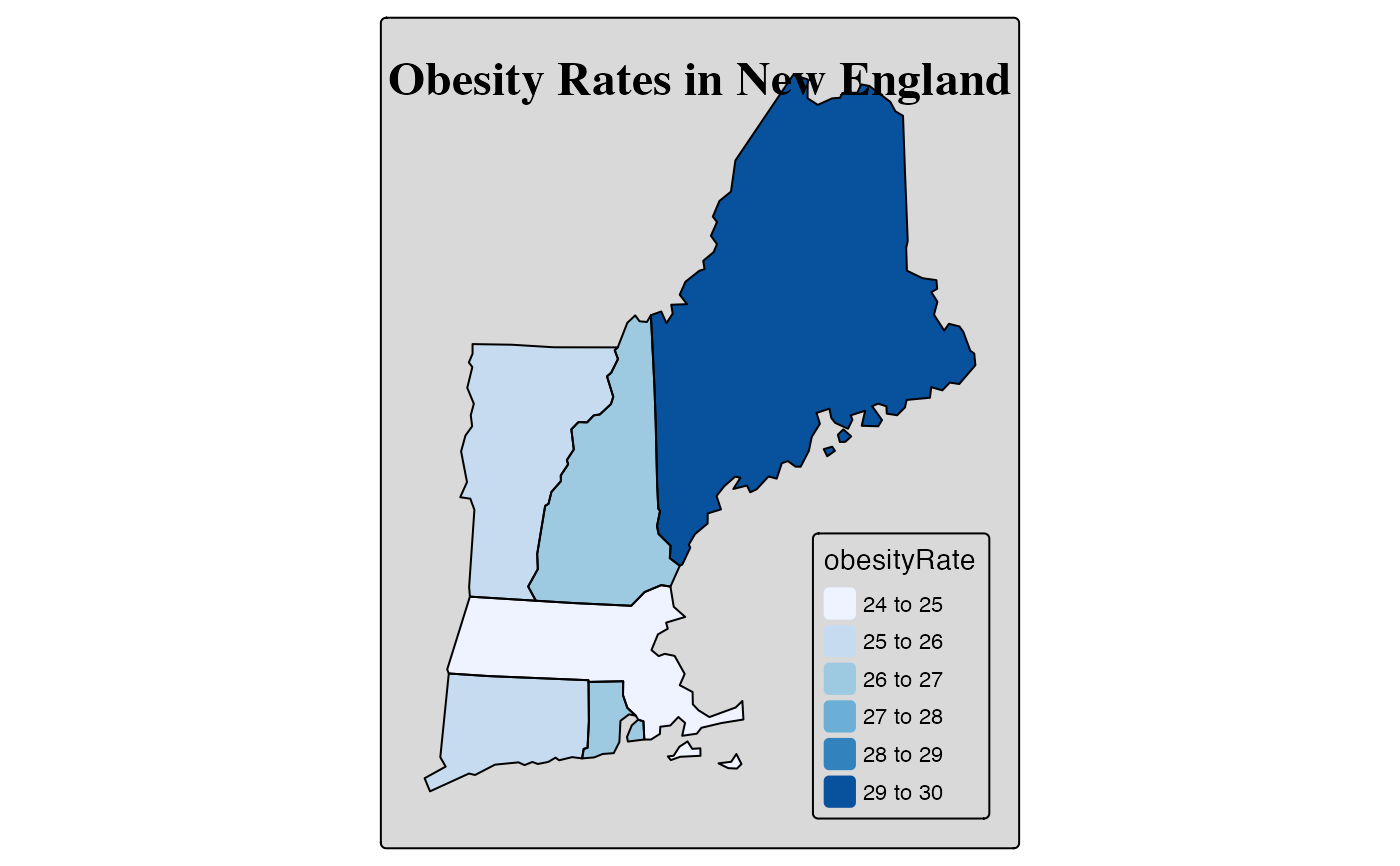 Obesity Rates in New England
obesityRate
24 to 25
25 to 26
26 to 27
27 to 28
28 to 29
29 to 30